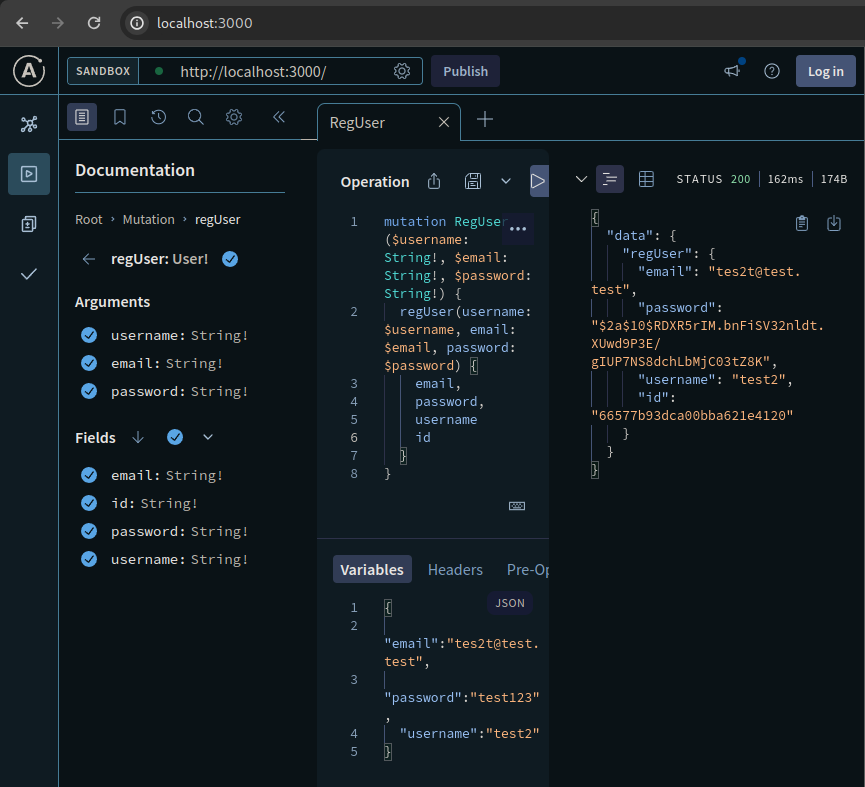 localhost:3000
SANDBOX
http://localhost:3000/
Publish
Log in
RegUser
Documentation
Root › Mutation › regUser
regUser: User!
Arguments
username: String!
email: String!
password: String!
Fields
email: String!
id: String!
password: String!
username: String!
Operation
1 mutation RegUser
($username:
String!, $email:
String!, $password:
String!) {
2 regUser(username:
$username, email:
$email, password:
$password) {
3 email,
4 password,
5 username
6 id
7 }
8 }
Variables Headers Pre-Op
JSON
1 {
2
"email":"tes2t@test.
test",
3
"password":"test123"
,
4 "username":"test2"
5 }
STATUS 200 162ms 174B
{
"data": {
"regUser": {
"email": "tes2t@test.
test",
"password":
"$2a$10$RDXR5rIM.bnFiSV32nldt.
XUwd9P3E/
gIUP7NS8dchLbMjC03tZ8K",
"username": "test2",
"id":
"66577b93dca00bba621e4120"
}
}
}